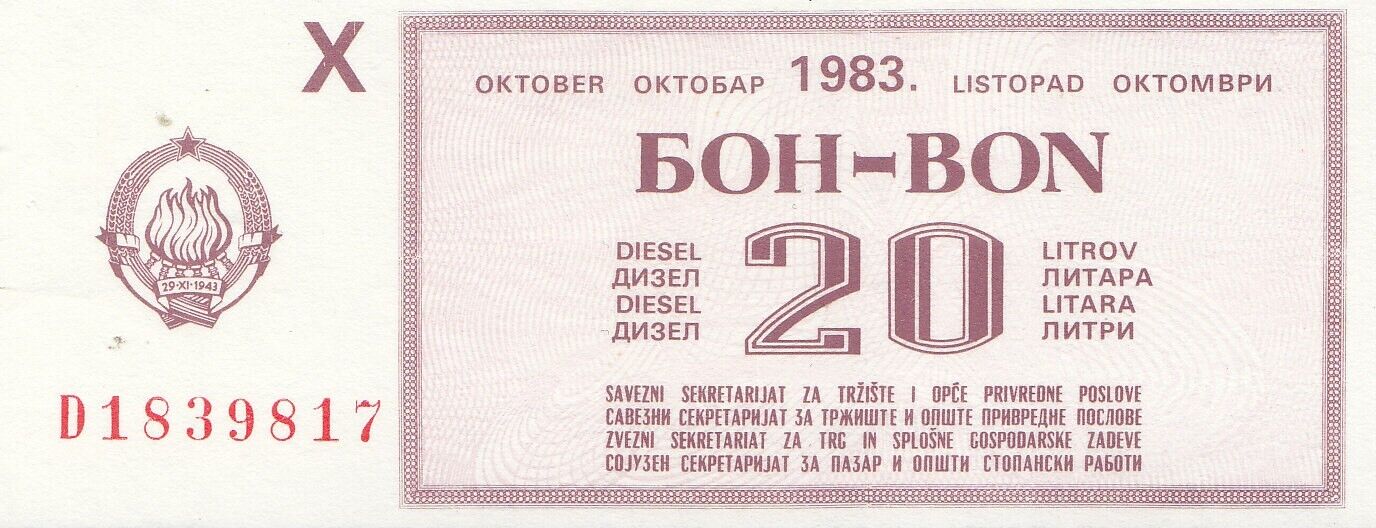 X
OKTOBER ОКТОБАР 1983. LISTOPAD ОКТОМВРИ
БОН-BON
DIESEL 20 LITROV
ДИЗЕЛ ЛИТАРА
DIESEL LITARA
ДИЗЕЛ ЛИТРИ
29·XI·1943
D1839817
SAVEZNI SEKRETARIJAT ZA TRŽIŠTE I OPĆE PRIVREDNE POSLOVE
САВЕЗНИ СЕКРЕТАРИЈАТ ЗА ТРЖИШТЕ И ОПШТЕ ПРИВРЕДНЕ ПОСЛОВЕ
ZVEZNI SEKRETARIAT ZA TRG IN SPLOŠNE GOSPODARSKE ZADEVE
СОЈУЗЕН СЕКРЕТАРИЈАТ ЗА ПАЗАР И ОПШТИ СТОПАНСКИ РАБОТИ